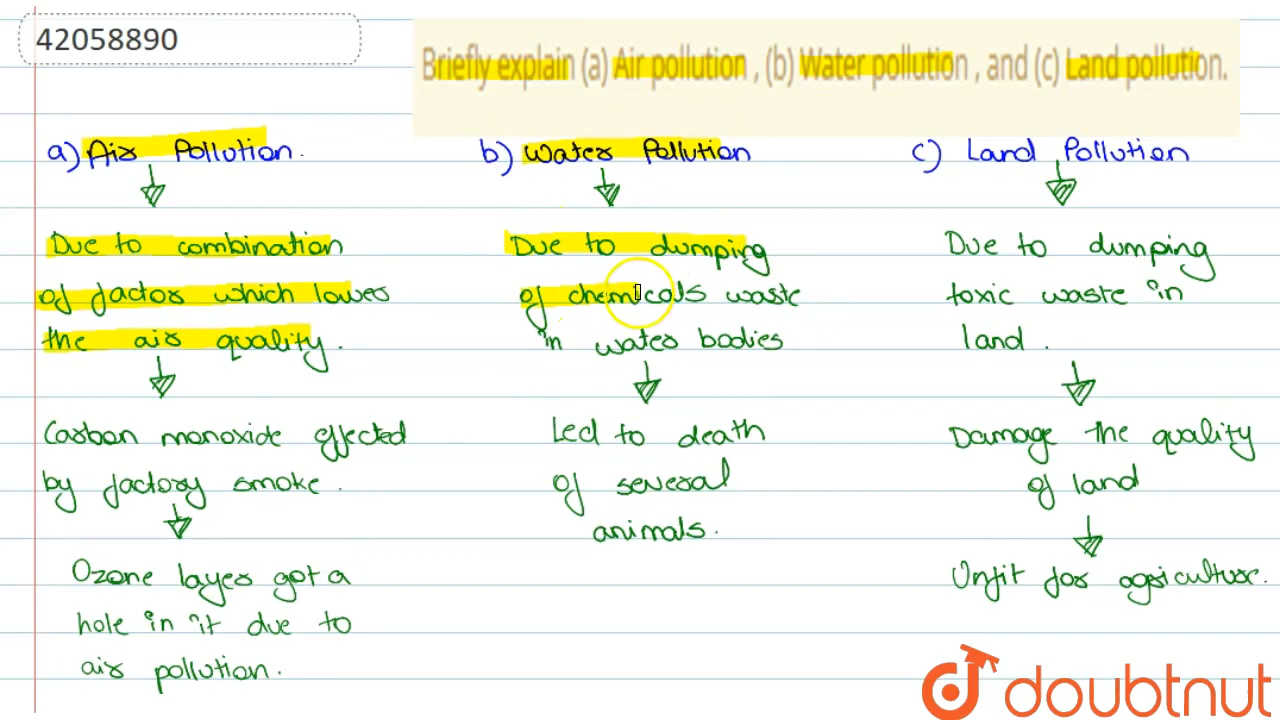 42058890
Briefly explain (a) Air pollution , (b) Water pollution , and (c) Land pollution.
a) Air Pollution.
Due to combination
of factor which lower
the air quality.
Carbon monoxide effected
by factory smoke.
Ozone layer got a
hole in it due to
air pollution.
b) Water Pollution
Due to dumping
of chemicals waste
in water bodies
Led to death
of several
animals.
c) Land Pollution
Due to dumping
toxic waste in
land.
Damage the quality
of land
Unfit for agriculture.
doubtnut